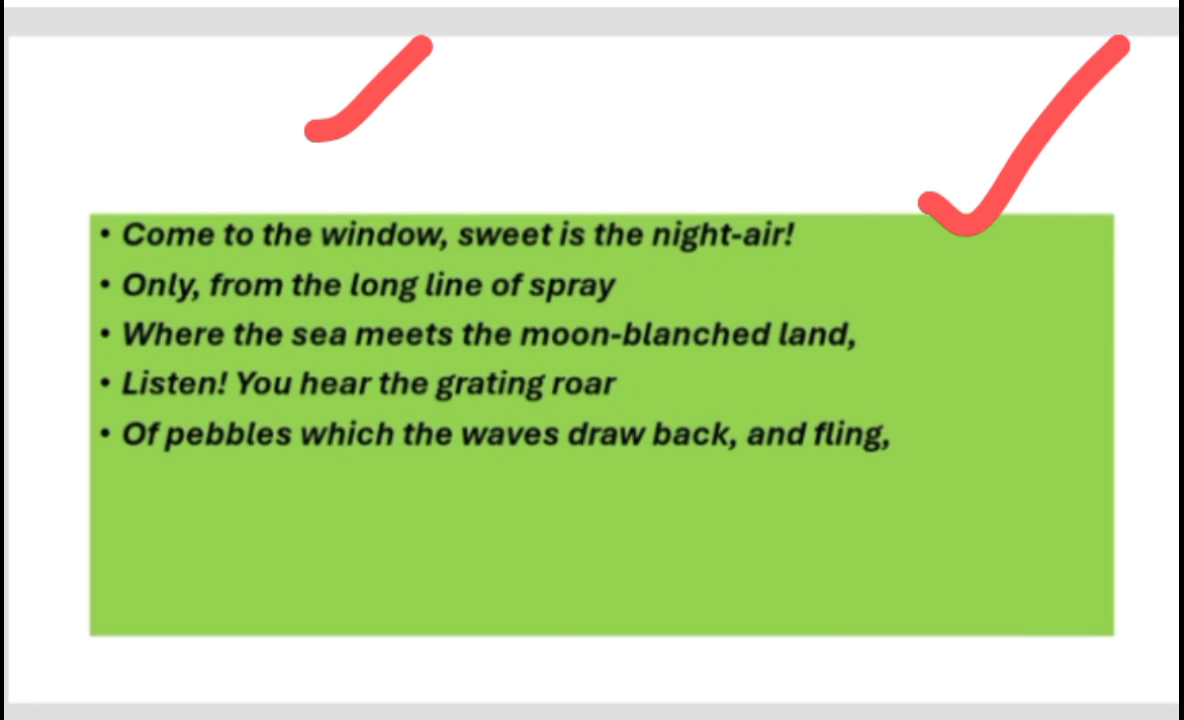 • Come to the window, sweet is the night-air!
• Only, from the long line of spray
• Where the sea meets the moon-blanched land,
• Listen! You hear the grating roar
• Of pebbles which the waves draw back, and fling,